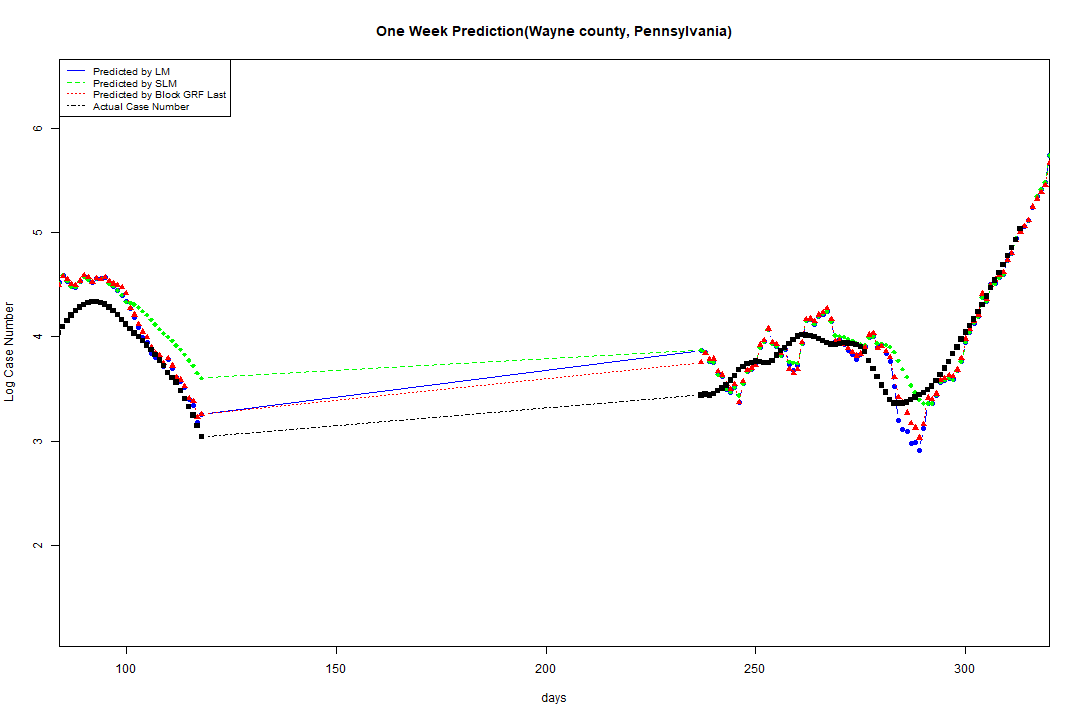 One Week Prediction(Wayne county, Pennsylvania)
Predicted by LM
Predicted by SLM
Predicted by Block GRF Last
Actual Case Number
Log Case Number
6
5
4
3
2
100 150 200 250 300
days